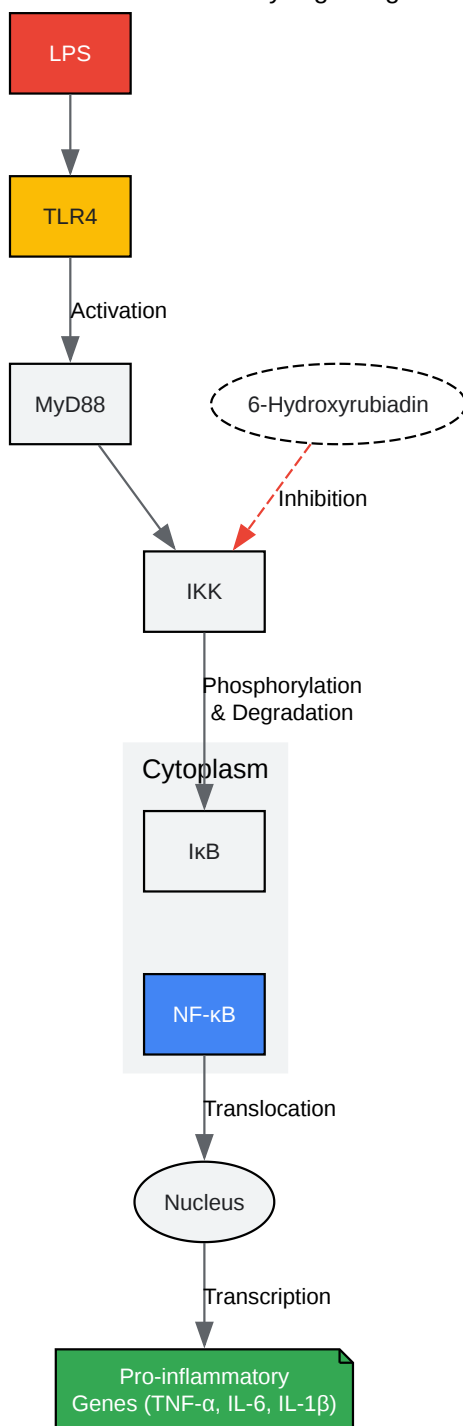 LPS
TLR4
Activation
MyD88
6-Hydroxyrubiadin
Inhibition
IKK
Phosphorylation
& Degradation
Cytoplasm
IκB
NF-κB
Translocation
Nucleus
Transcription
Pro-inflammatory
Genes (TNF-α, IL-6, IL-1β)